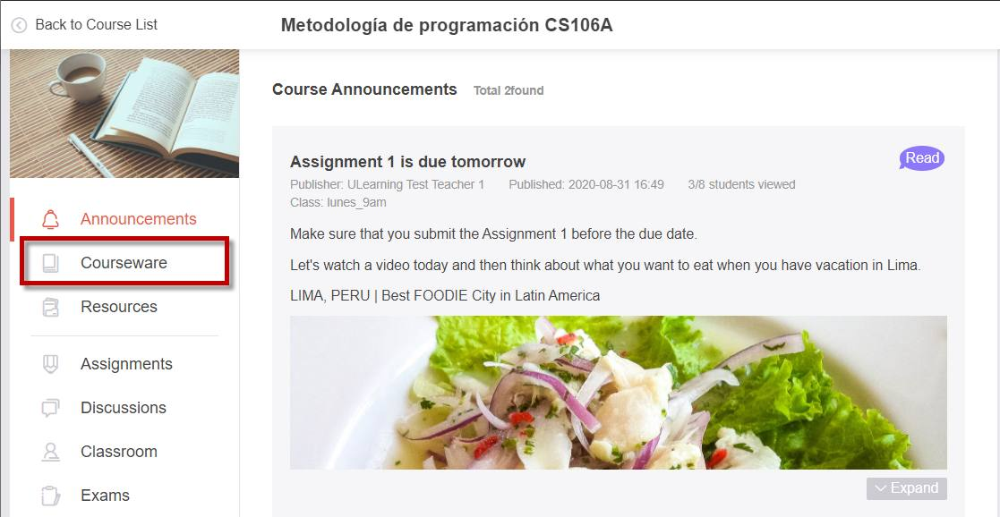 Back to Course List
Metodología de programación CS106A
Announcements
Courseware
Resources
Assignments
Discussions
Classroom
Exams
Course Announcements Total 2found
Assignment 1 is due tomorrow
Read
Publisher: ULearning Test Teacher 1 Published: 2020-08-31 16:49 3/8 students viewed
Class: lunes_9am
Make sure that you submit the Assignment 1 before the due date.
Let's watch a video today and then think about what you want to eat when you have vacation in Lima.
LIMA, PERU | Best FOODIE City in Latin America
Expand